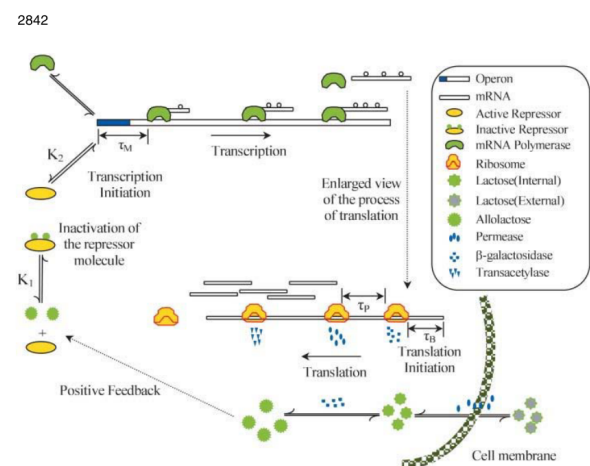 2842
Operon
mRNA
Active Repressor
Inactive Repressor
mRNA Polymerase
Ribosome
Lactose(Internal)
Lactose(External)
Allolactose
Permease
β-galactosidase
Transacetylase
τM
Transcription
K2
Transcription
Initiation
Enlarged view
of the process
of translation
Inactivation of
the repressor
molecule
K1
+
τP
τB
Translation
Initiation
Translation
Positive Feedback
Cell membrane